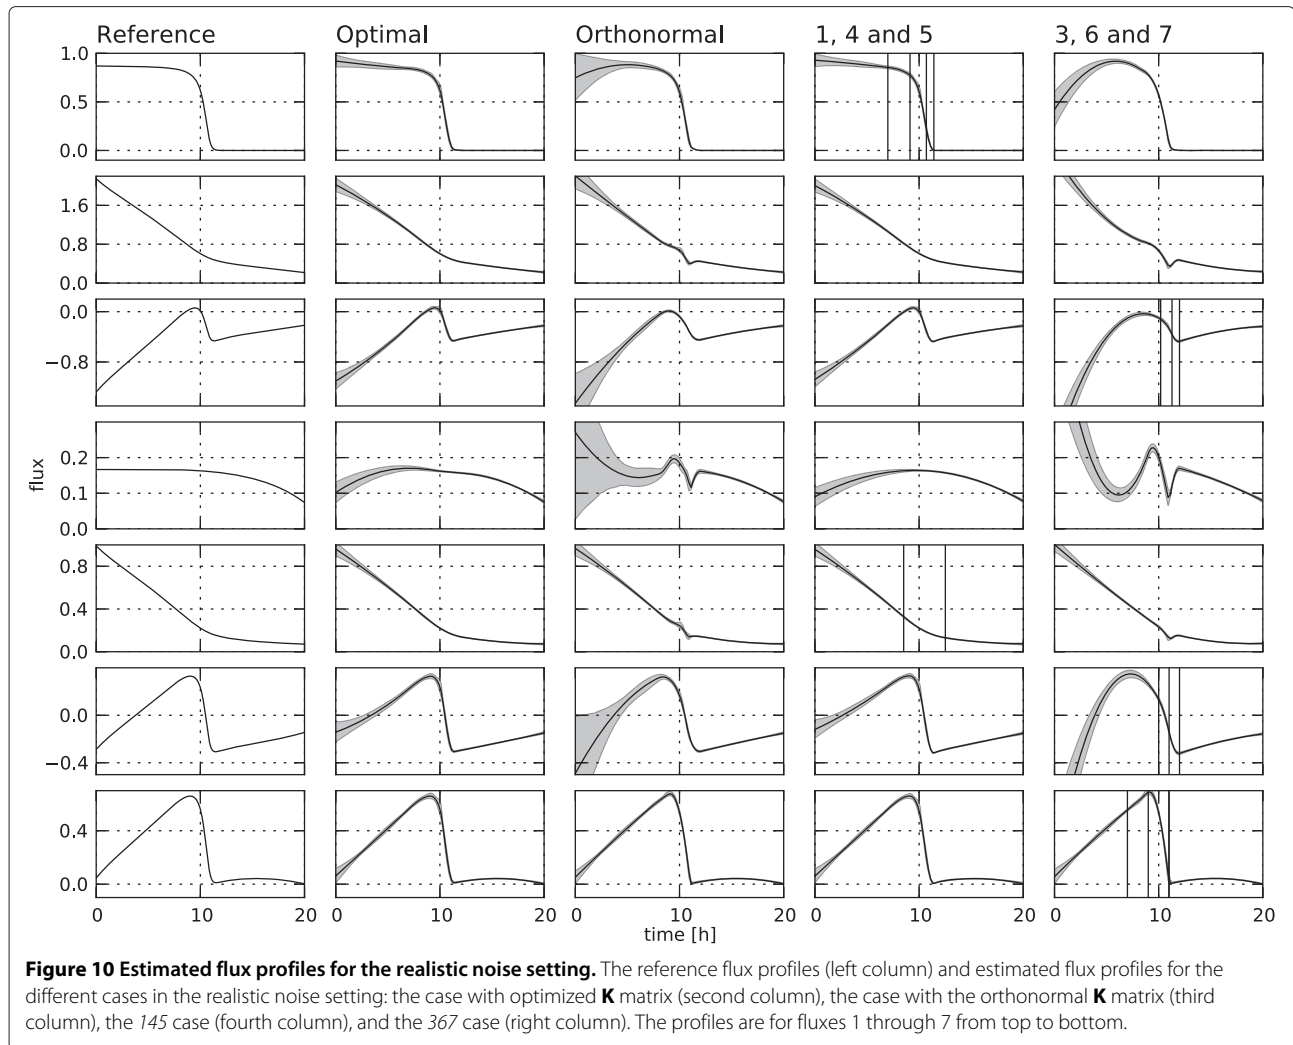 Reference
Optimal
Orthonormal
1, 4 and 5
3, 6 and 7
1.0
0.5
0.0
1.6
0.8
0.0
0.0
−0.8
0.2
0.1
0.0
flux
0.8
0.4
0.0
0.0
−0.4
0.4
0.0
0 10 20 0 10 20 0 10 20 0 10 20 0 10 20
time [h]
Figure 10 Estimated flux profiles for the realistic noise setting. The reference flux profiles (left column) and estimated flux profiles for the
different cases in the realistic noise setting: the case with optimized K matrix (second column), the case with the orthonormal K matrix (third
column), the 145 case (fourth column), and the 367 case (right column). The profiles are for fluxes 1 through 7 from top to bottom.